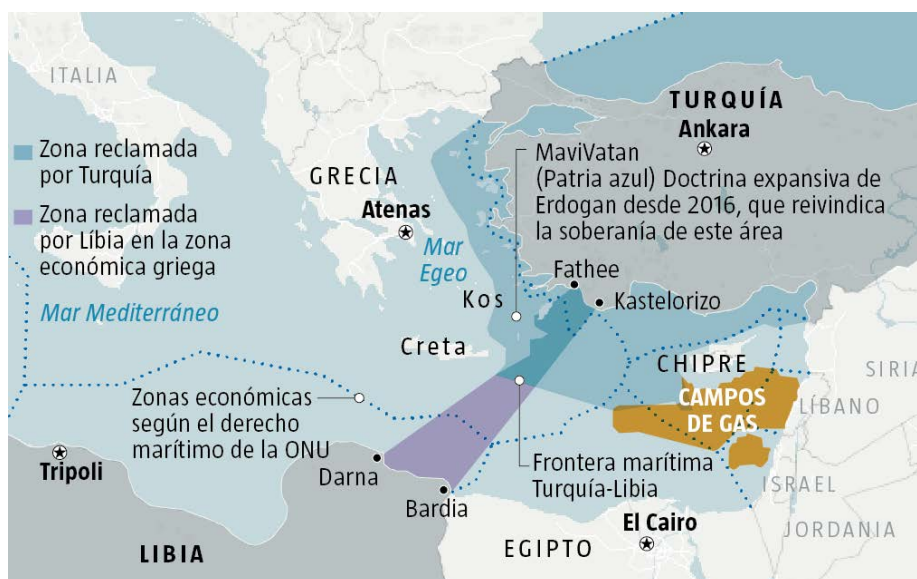 ITALIA
TURQUÍA
Ankara
Zona reclamada
por Turquía
Zona reclamada
por Líbia en la zona
económica griega
GRECIA
Atenas
MaviVatan
(Patria azul) Doctrina expansiva de
Erdogan desde 2016, que reivindica
la soberanía de este área
Mar
Egeo
Fathee
Kastelorizo
Kos
Mar Mediterráneo
Creta
CHIPRE
SIRIA
CAMPOS
DE GAS
LÍBANO
Zonas económicas
según el derecho
marítimo de la ONU
Frontera marítima
Turquía-Libia
Tripoli
Darna
Bardia
ISRAEL
El Cairo
JORDANIA
LIBIA
EGIPTO